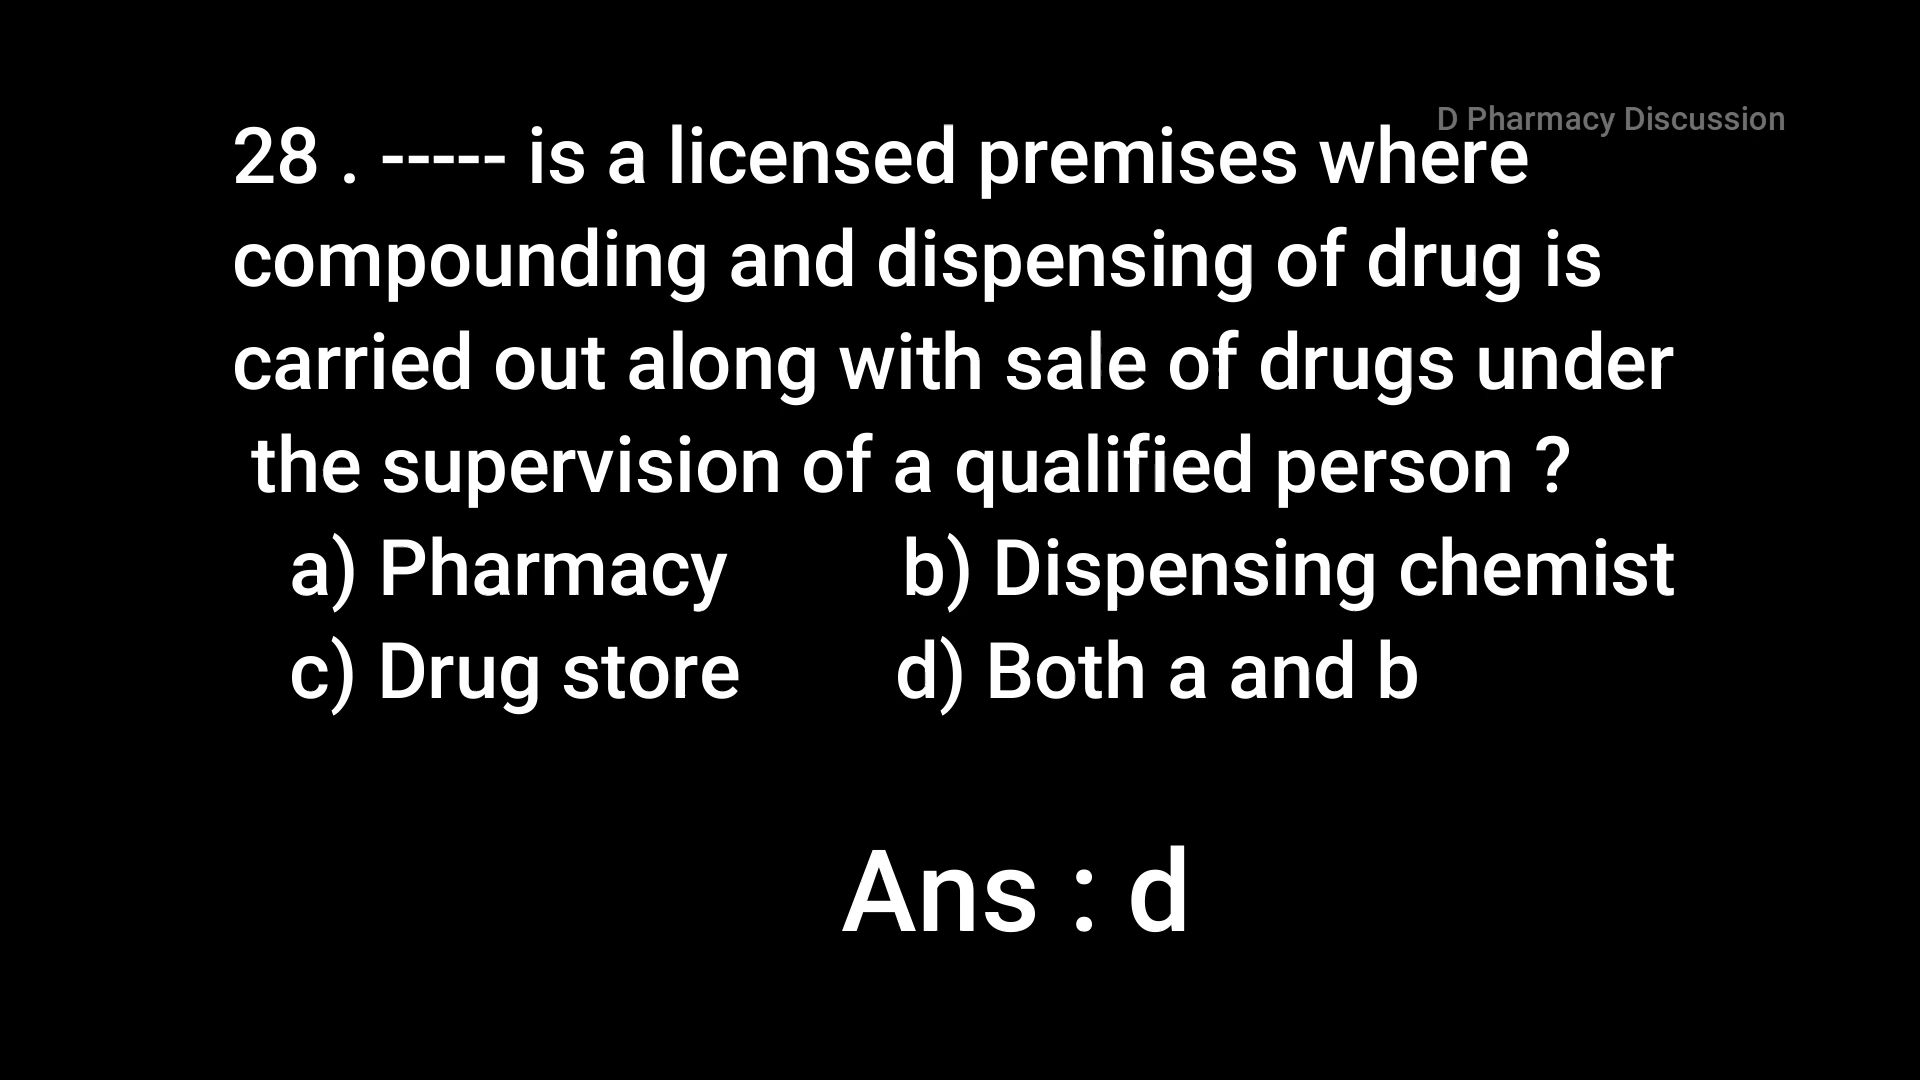 D Pharmacy Discussion
28 . ----- is a licensed premises where
compounding and dispensing of drug is
carried out along with sale of drugs under
the supervision of a qualified person ?
a) Pharmacy b) Dispensing chemist
c) Drug store d) Both a and b
Ans : d